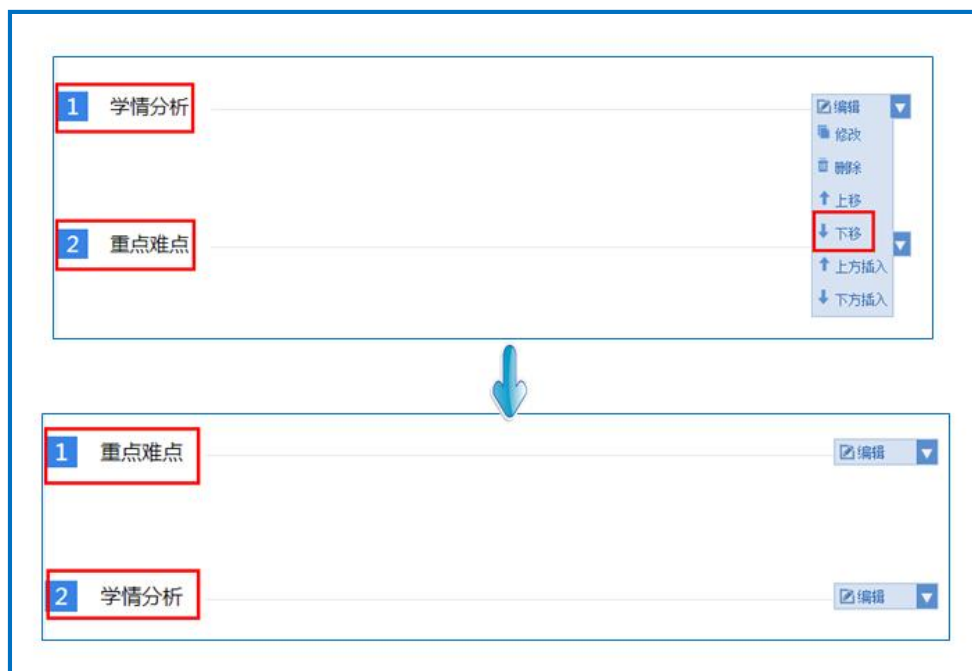 1 学情分析
编辑
修改
删除
上移
2 重点难点
下移
上方插入
下方插入
1 重点难点
编辑
2 学情分析
编辑